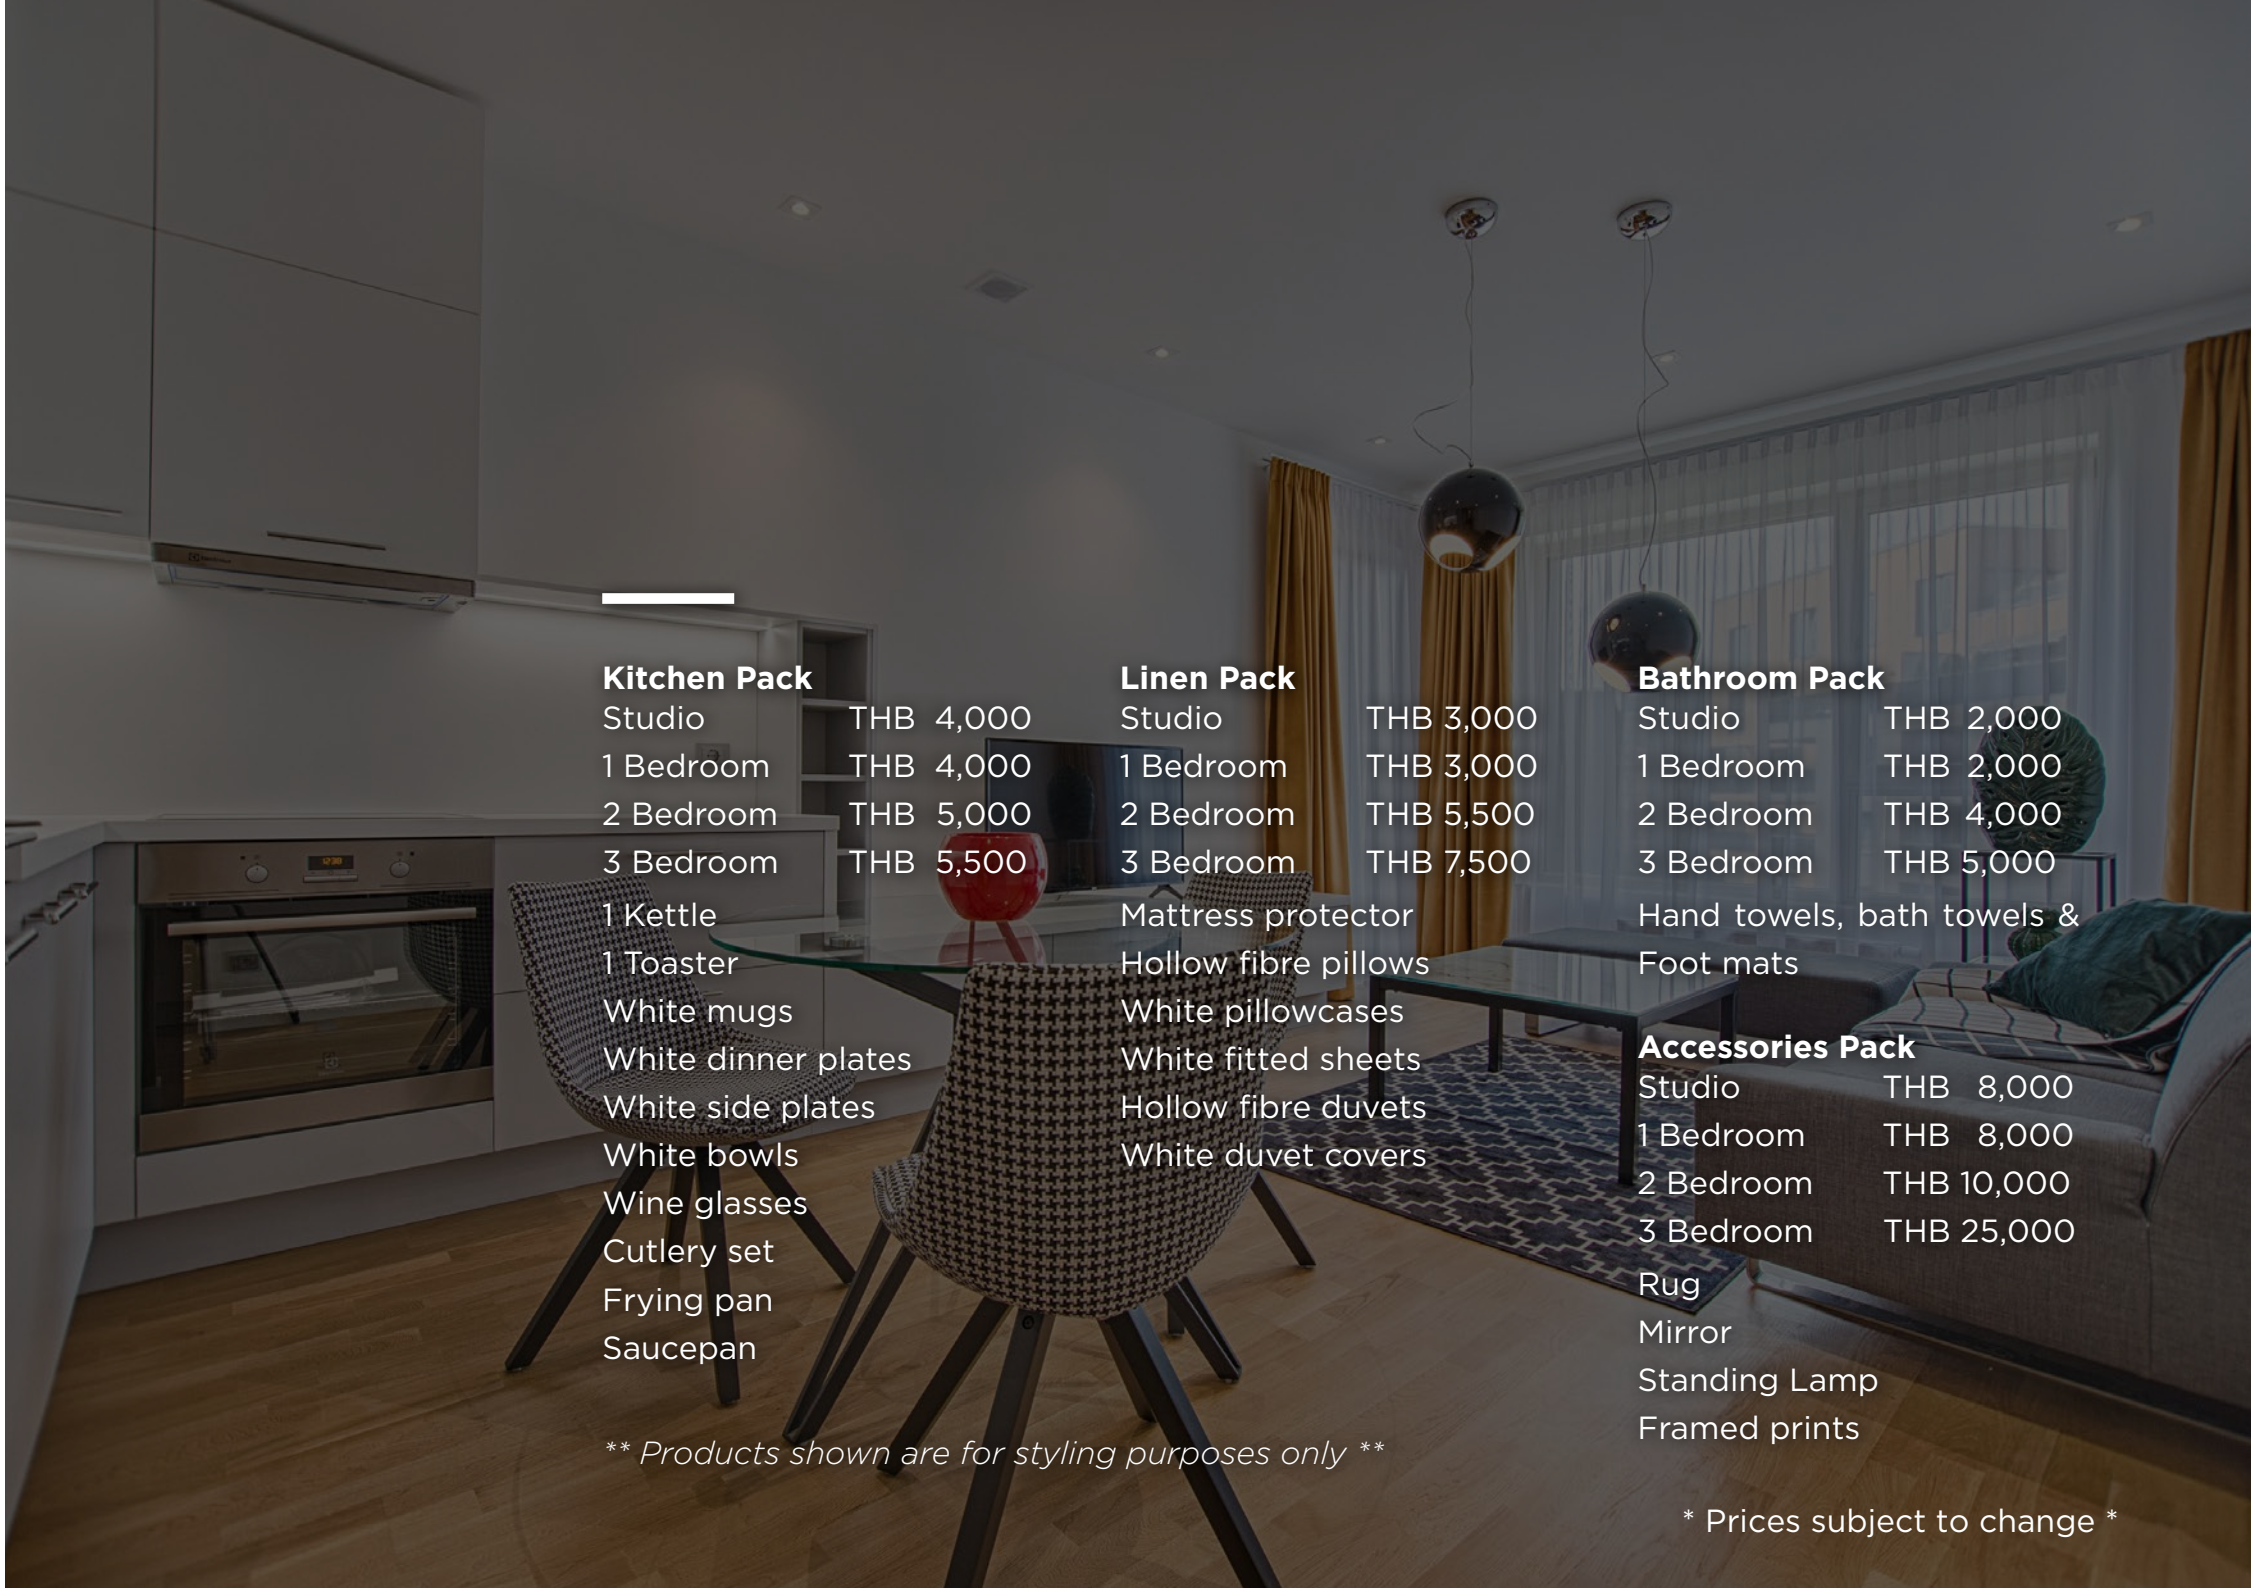 Kitchen Pack
Studio THB 4,000
1 Bedroom THB 4,000
2 Bedroom THB 5,000
3 Bedroom THB 5,500
1 Kettle
1 Toaster
White mugs
White dinner plates
White side plates
White bowls
Wine glasses
Cutlery set
Frying pan
Saucepan
Linen Pack
Studio THB 3,000
1 Bedroom THB 3,000
2 Bedroom THB 5,500
3 Bedroom THB 7,500
Mattress protector
Hollow fibre pillows
White pillowcases
White fitted sheets
Hollow fibre duvets
White duvet covers
Bathroom Pack
Studio THB 2,000
1 Bedroom THB 2,000
2 Bedroom THB 4,000
3 Bedroom THB 5,000
Hand towels, bath towels &
Foot mats
Accessories Pack
Studio THB 8,000
1 Bedroom THB 8,000
2 Bedroom THB 10,000
3 Bedroom THB 25,000
Rug
Mirror
Standing Lamp
Framed prints
** Products shown are for styling purposes only **
* Prices subject to change *